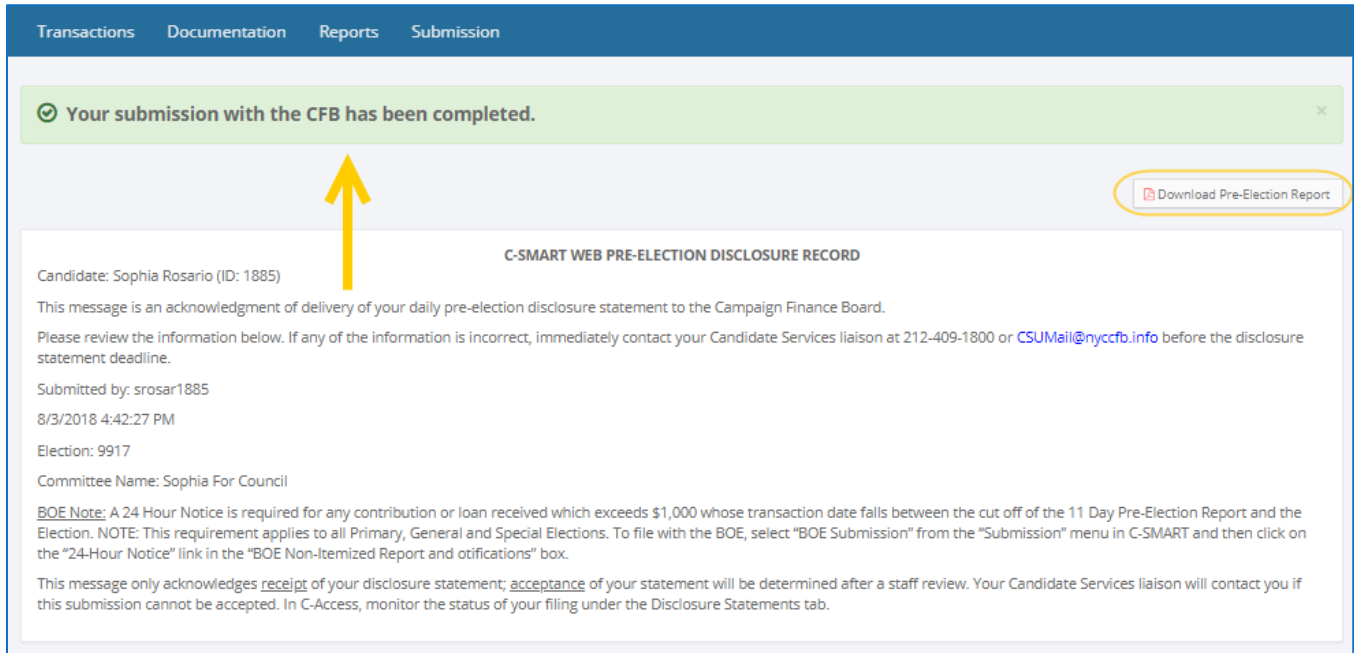 Transactions Documentation Reports Submission
Your submission with the CFB has been completed.
×
Download Pre-Election Report
C-SMART WEB PRE-ELECTION DISCLOSURE RECORD
Candidate: Sophia Rosario (ID: 1885)
This message is an acknowledgment of delivery of your daily pre-election disclosure statement to the Campaign Finance Board.
Please review the information below. If any of the information is incorrect, immediately contact your Candidate Services liaison at 212-409-1800 or CSUMail@nyccfb.info before the disclosure
statement deadline.
Submitted by: srosar1885
8/3/2018 4:42:27 PM
Election: 9917
Committee Name: Sophia For Council
BOE Note: A 24 Hour Notice is required for any contribution or loan received which exceeds $1,000 whose transaction date falls between the cut off of the 11 Day Pre-Election Report and the
Election. NOTE: This requirement applies to all Primary, General and Special Elections. To file with the BOE, select “BOE Submission” from the “Submission” menu in C-SMART and then click on
the “24-Hour Notice” link in the “BOE Non-Itemized Report and otifications” box.
This message only acknowledges receipt of your disclosure statement; acceptance of your statement will be determined after a staff review. Your Candidate Services liaison will contact you if
this submission cannot be accepted. In C-Access, monitor the status of your filing under the Disclosure Statements tab.